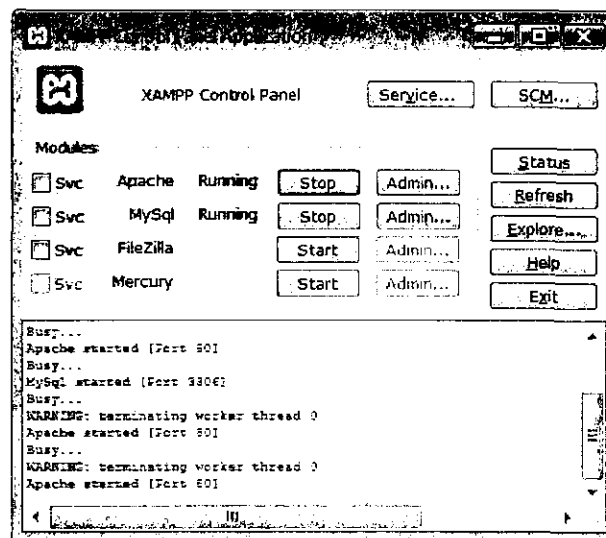 Application
XAMPP Control Panel Service... SCM...
Modules
Svc Apache Running Stop Admin... Status
Svc MySql Running Stop Admin... Refresh
Svc FileZilla Start Admin... Explore...
Svc Mercury Start Admin... Help
Exit
Busy...
Apache started [Port 80]
Busy...
MySql started [Port 3306]
Busy...
WARNING: terminating worker thread 0
Apache started [Port 80]
Busy...
WARNING: terminating worker thread 0
Apache started [Port 80]